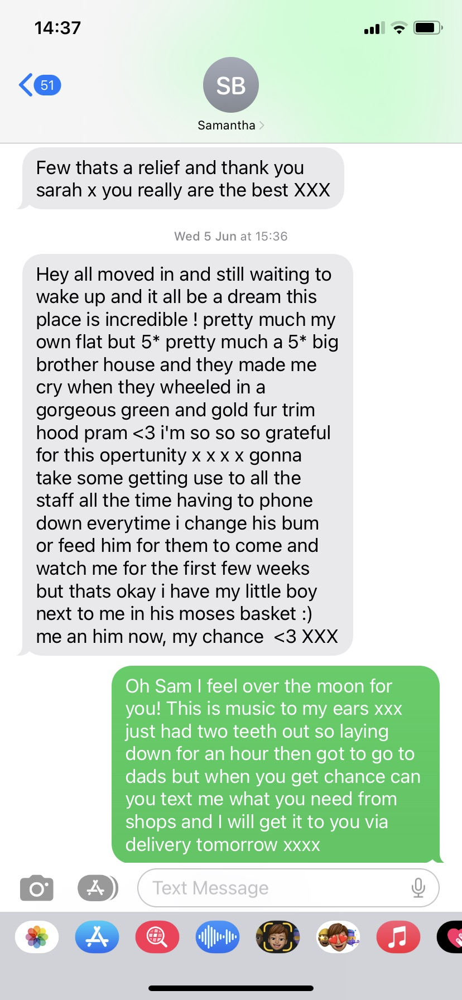 14:37
51
SB
Samantha
Few thats a relief and thank you
sarah x you really are the best XXX
Wed 5 Jun at 15:36
Hey all moved in and still waiting to
wake up and it all be a dream this
place is incredible ! pretty much my
own flat but 5* pretty much a 5* big
brother house and they made me
cry when they wheeled in a
gorgeous green and gold fur trim
hood pram <3 i'm so so so grateful
for this opertunity x x x x gonna
take some getting use to all the
staff all the time having to phone
down everytime i change his bum
or feed him for them to come and
watch me for the first few weeks
but thats okay i have my little boy
next to me in his moses basket :)
me an him now, my chance  <3 XXX
Oh Sam I feel over the moon for
you! This is music to my ears xxx
just had two teeth out so laying
down for an hour then got to go to
dads but when you get chance can
you text me what you need from
shops and I will get it to you via
delivery tomorrow xxxx
Text Message